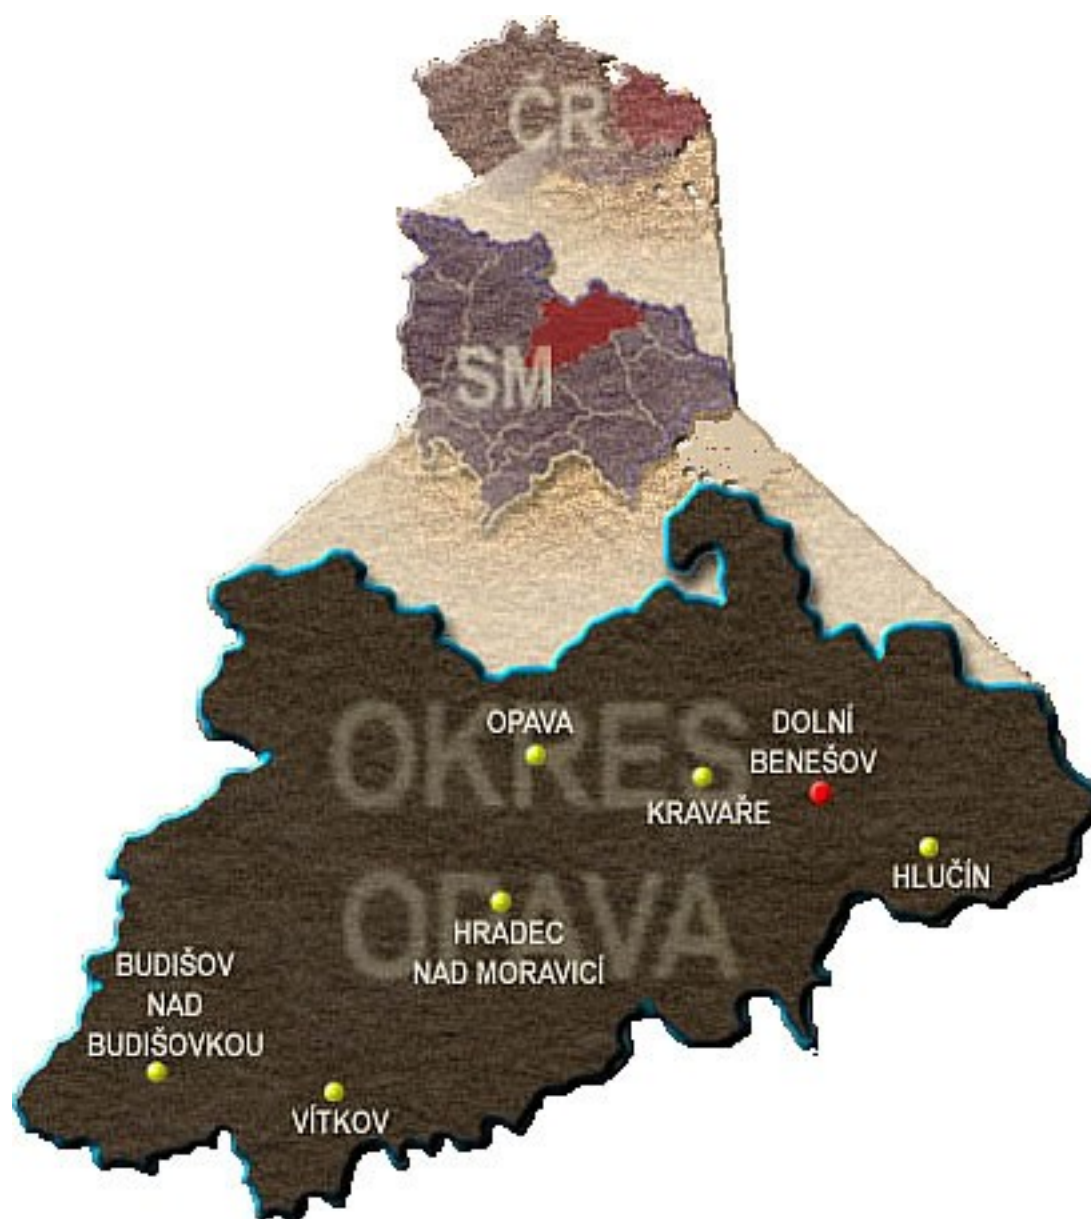 ČR
SM
OKRES
OPAVA
OPAVA
DOLNÍ
BENEŠOV
KRAVAŘE
HLUČÍN
HRADEC
NAD MORAVICÍ
BUDIŠOV
NAD
BUDIŠOVKOU
VÍTKOV